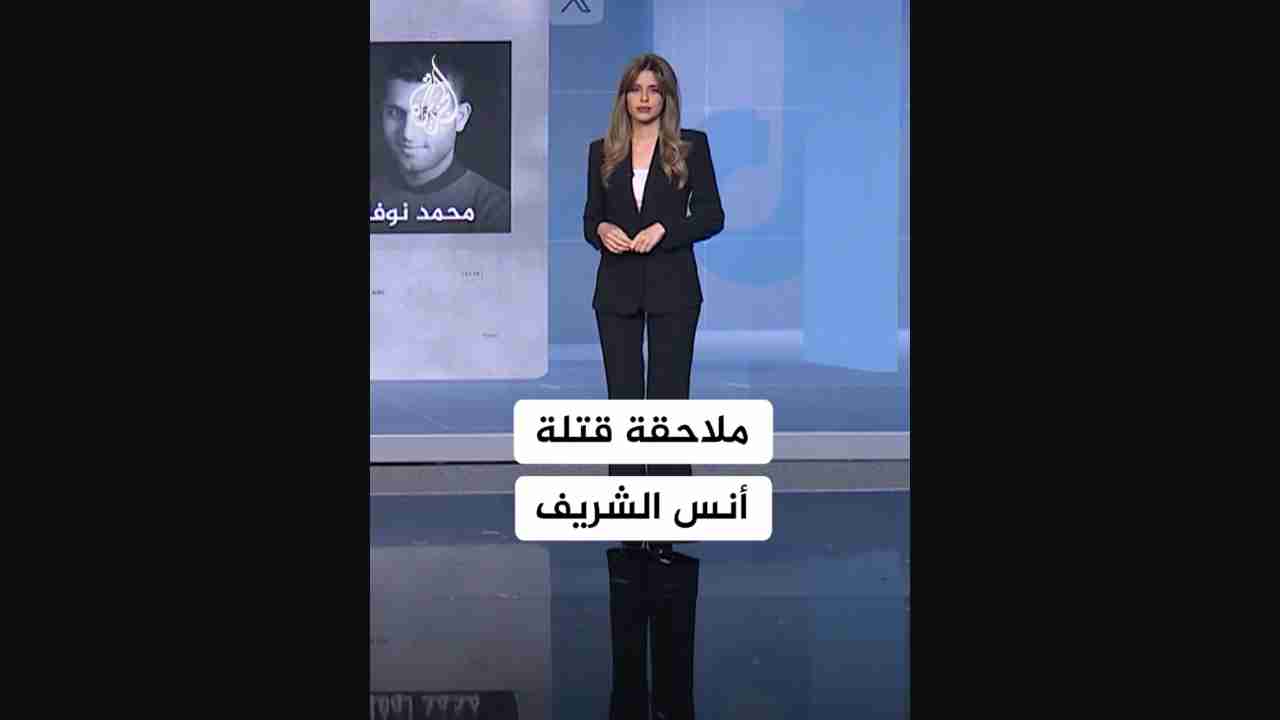 محمد نوف
ملاحقة قتلة
أنس الشريف